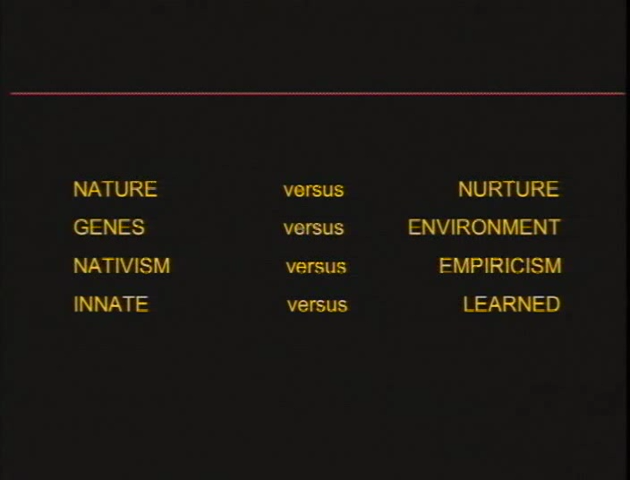 NATURE versus NURTURE
GENES versus ENVIRONMENT
NATIVISM versus EMPIRICISM
INNATE versus LEARNED